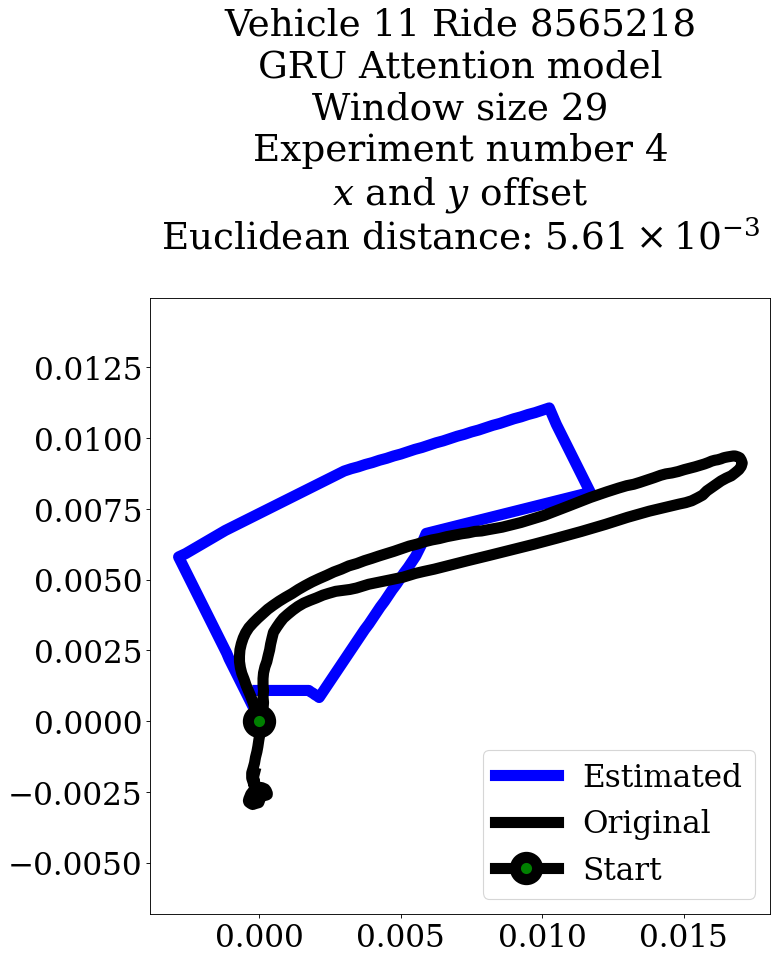 Vehicle 11 Ride 8565218
GRU Attention model
Window size 29
Experiment number 4
x and y offset
Euclidean distance: 5.61 × 10⁻³
0.0125
0.0100
0.0075
0.0050
0.0025
0.0000
−0.0025
−0.0050
Estimated
Original
Start
0.000 0.005 0.010 0.015